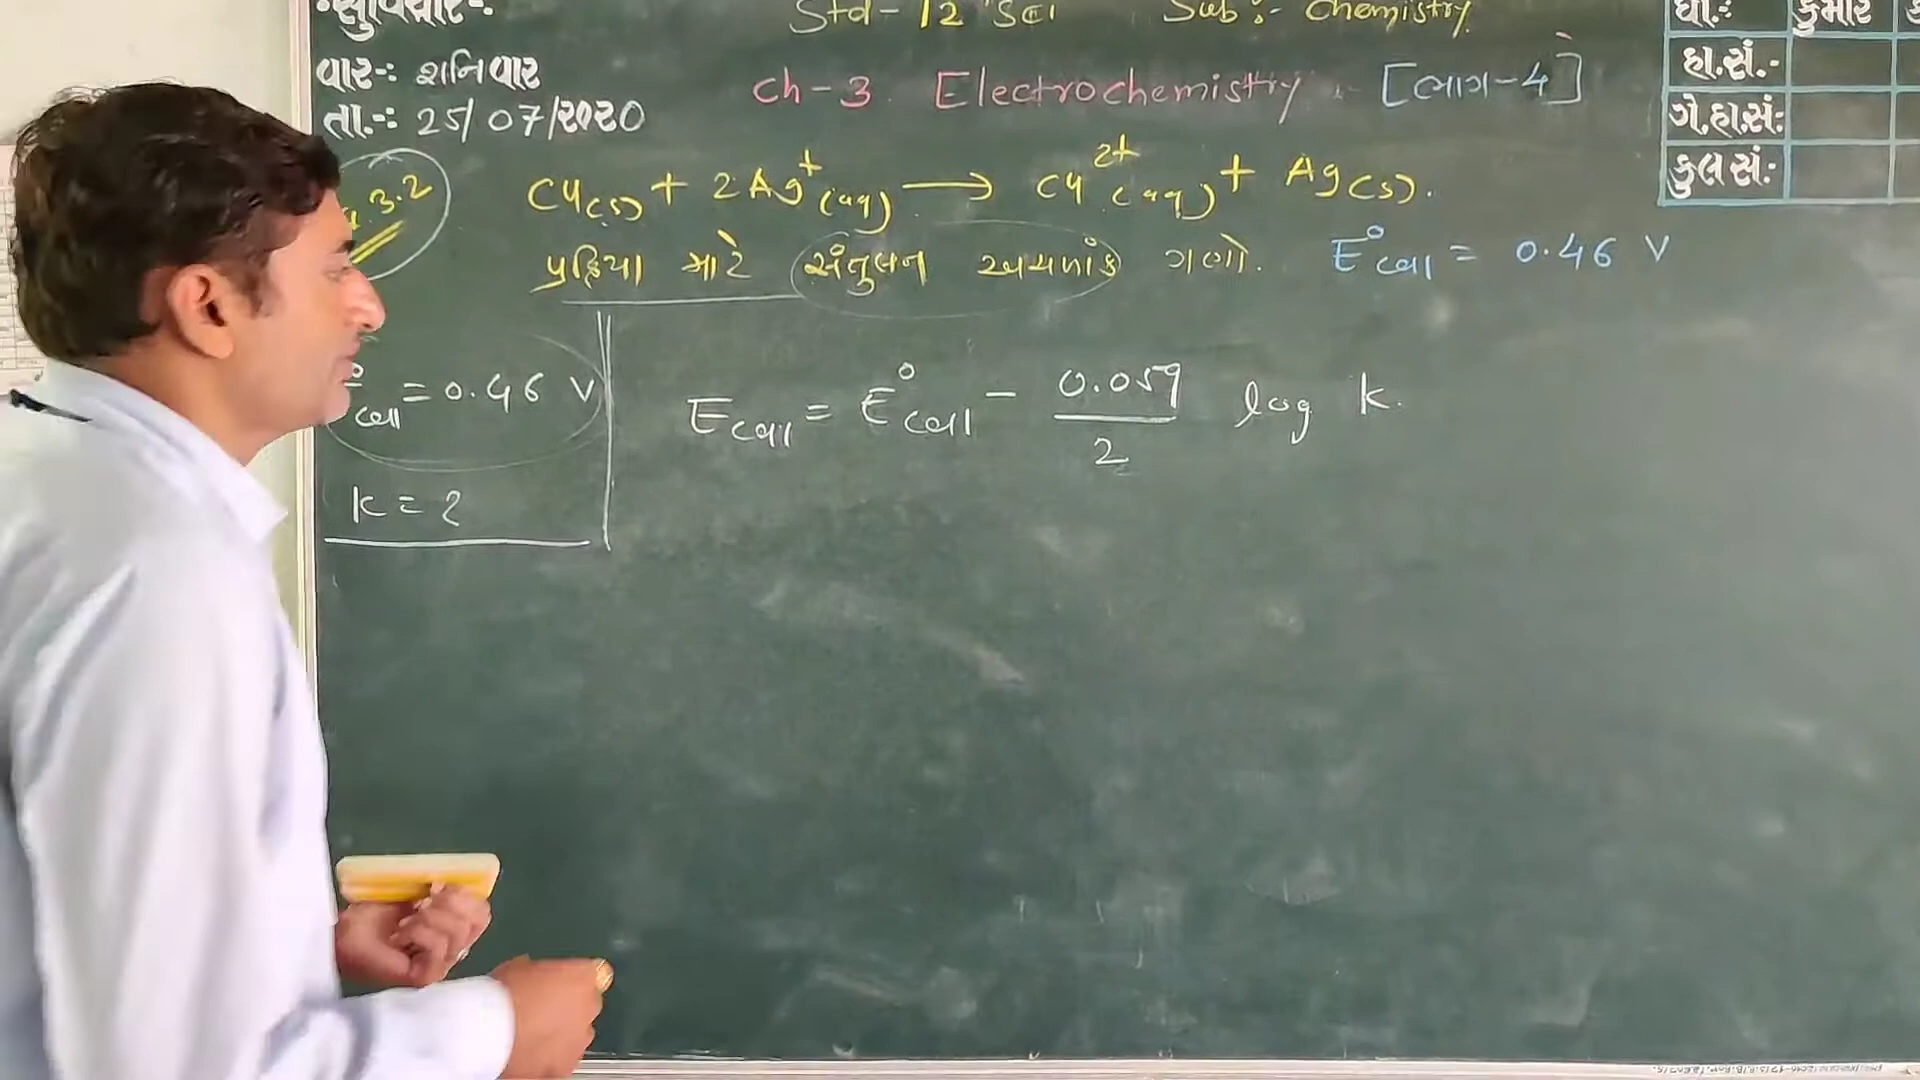 સુવિચાર:-
Std - 12 Sci Sub :- Chemistry
વાર-: શનિવાર
તા.-: 25/07/૨૦૨૦
ch-3 Electrochemistry [ભાગ-4]
ઘો.-: કુમાર
હા.સં.-
ગે.હા.સં:
કુલ સં:-
3.2
Cu(s) + 2Ag⁺(aq) → Cu²⁺(aq) + Ag(s).
પ્રક્રિયા માટે સંતુલન અચળાંક ગણો. E°cell = 0.46 V
°cell = 0.46 V
k = ?
Ecell = E°cell - 0.059/2 log k.